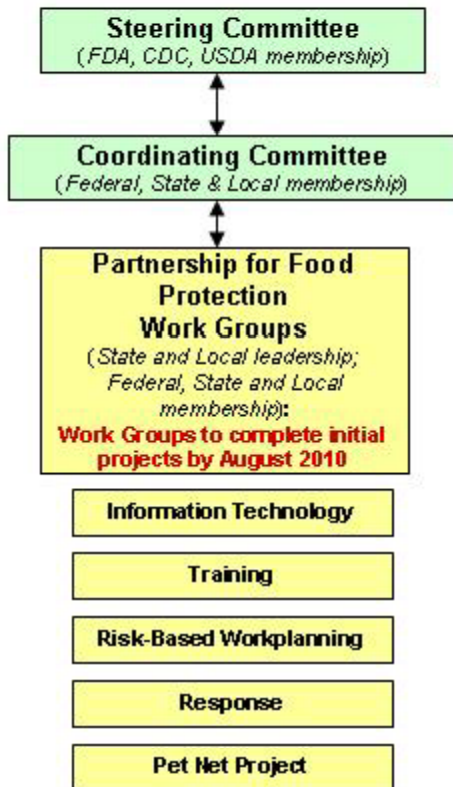 Steering Committee
(FDA, CDC, USDA membership)
Coordinating Committee
(Federal, State & Local membership)
Partnership for Food
Protection
Work Groups
(State and Local leadership;
Federal, State and Local
membership):
Work Groups to complete initial
projects by August 2010
Information Technology
Training
Risk-Based Workplanning
Response
Pet Net Project